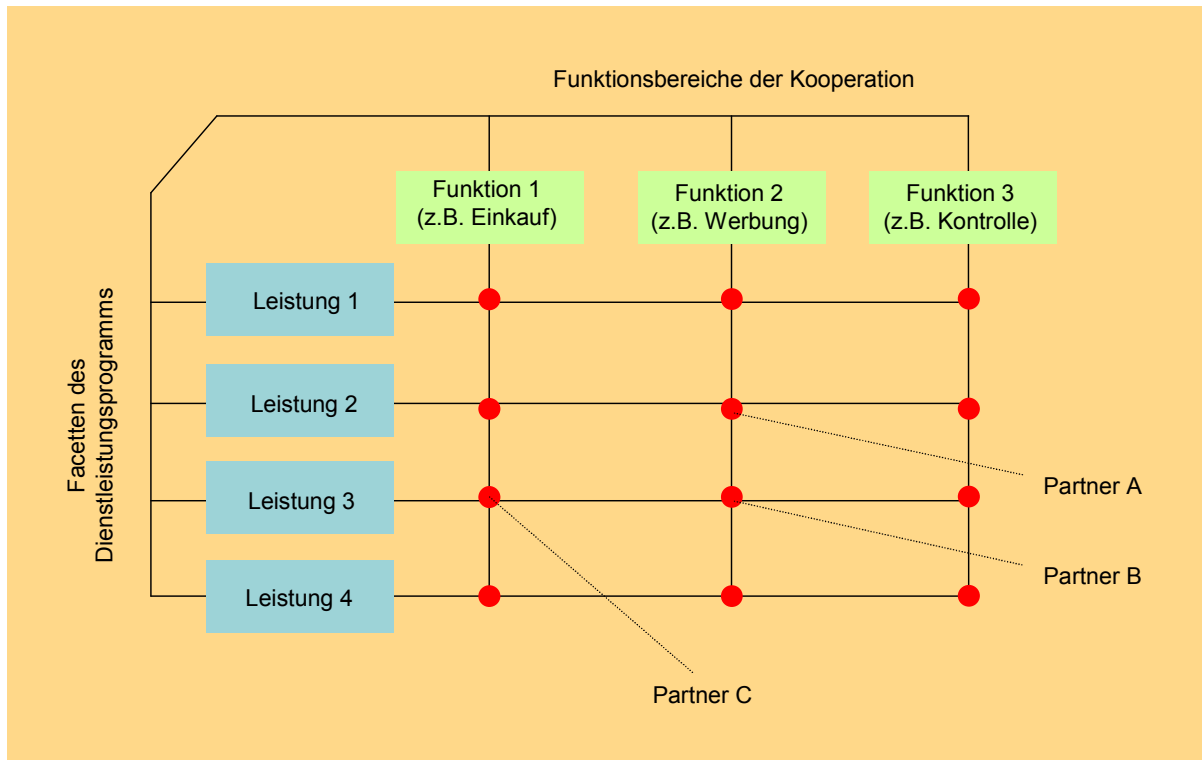 Funktionsbereiche der Kooperation
Funktion 1
(z.B. Einkauf)
Funktion 2
(z.B. Werbung)
Funktion 3
(z.B. Kontrolle)
Facetten des
Dienstleistungsprogramms
Leistung 1
Leistung 2
Leistung 3
Leistung 4
Partner A
Partner B
Partner C